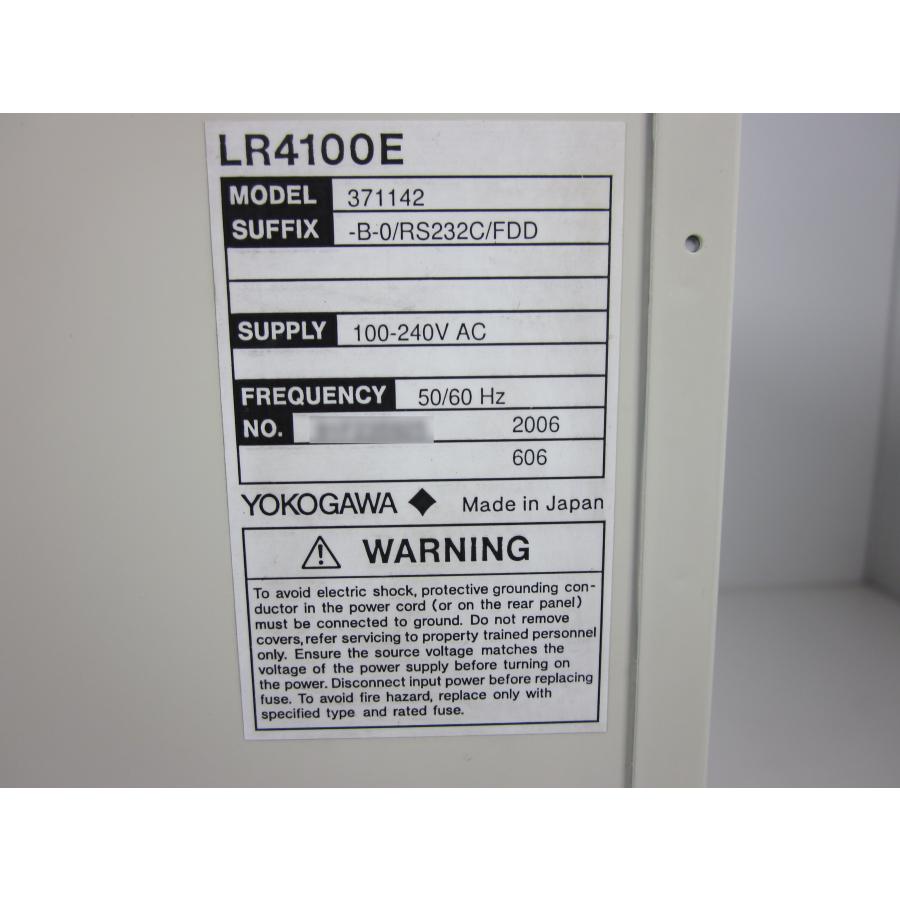 LR4100E
MODEL 371142
SUFFIX -B-0/RS232C/FDD
SUPPLY 100-240V AC
FREQUENCY 50/60 Hz
NO. 2006
606
YOKOGAWA ◆ Made in Japan
⚠ WARNING
To avoid electric shock, protective grounding con-
ductor in the power cord (or on the rear panel)
must be connected to ground. Do not remove
covers, refer servicing to property trained personnel
only. Ensure the source voltage matches the
voltage of the power supply before turning on
the power. Disconnect input power before replacing
fuse. To avoid fire hazard, replace only with
specified type and rated fuse.